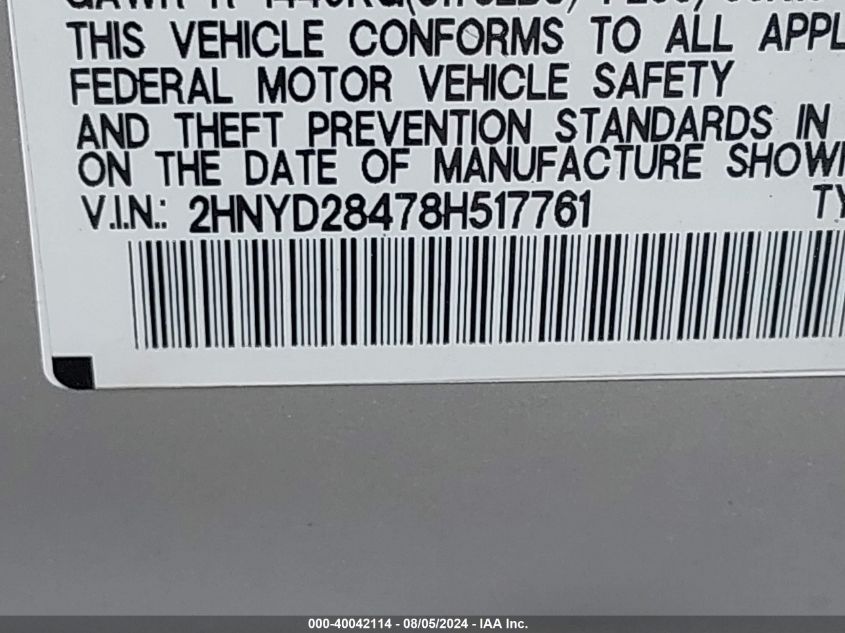 THIS VEHICLE CONFORMS TO ALL APPL
FEDERAL MOTOR VEHICLE SAFETY
AND THEFT PREVENTION STANDARDS IN
ON THE DATE OF MANUFACTURE SHOW
V.I.N.: 2HNYD28478H517761 TY
000-40042114 - 08/05/2024 - IAA Inc.